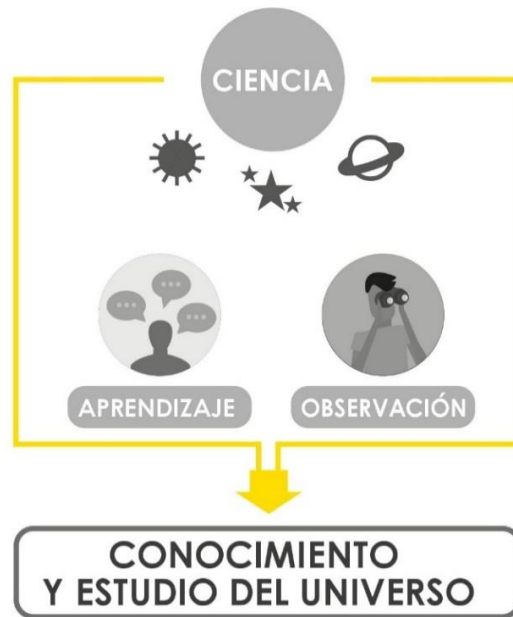 CIENCIA
APRENDIZAJE
OBSERVACIÓN
CONOCIMIENTO
Y ESTUDIO DEL UNIVERSO